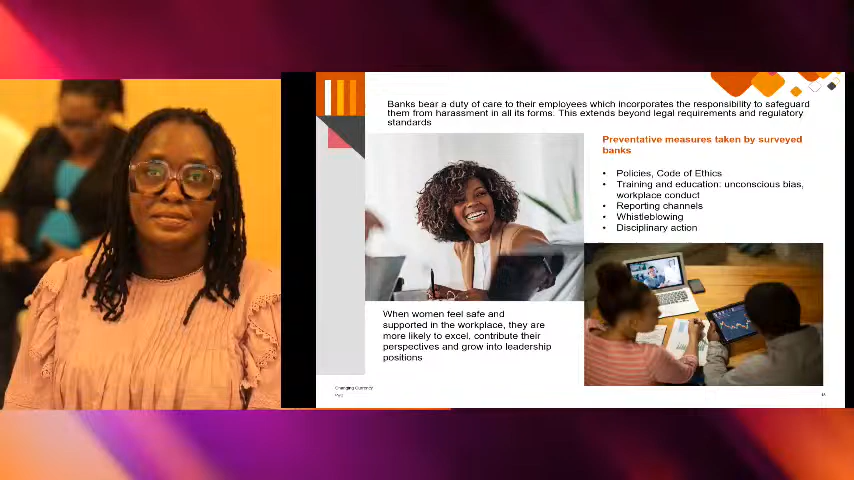 Banks bear a duty of care to their employees which incorporates the responsibility to safeguard
them from harassment in all its forms. This extends beyond legal requirements and regulatory
standards
Preventative measures taken by surveyed
banks
• Policies, Code of Ethics
• Training and education: unconscious bias,
workplace conduct
• Reporting channels
• Whistleblowing
• Disciplinary action
When women feel safe and
supported in the workplace, they are
more likely to excel, contribute their
perspectives and grow into leadership
positions
Changing Currency
PwC